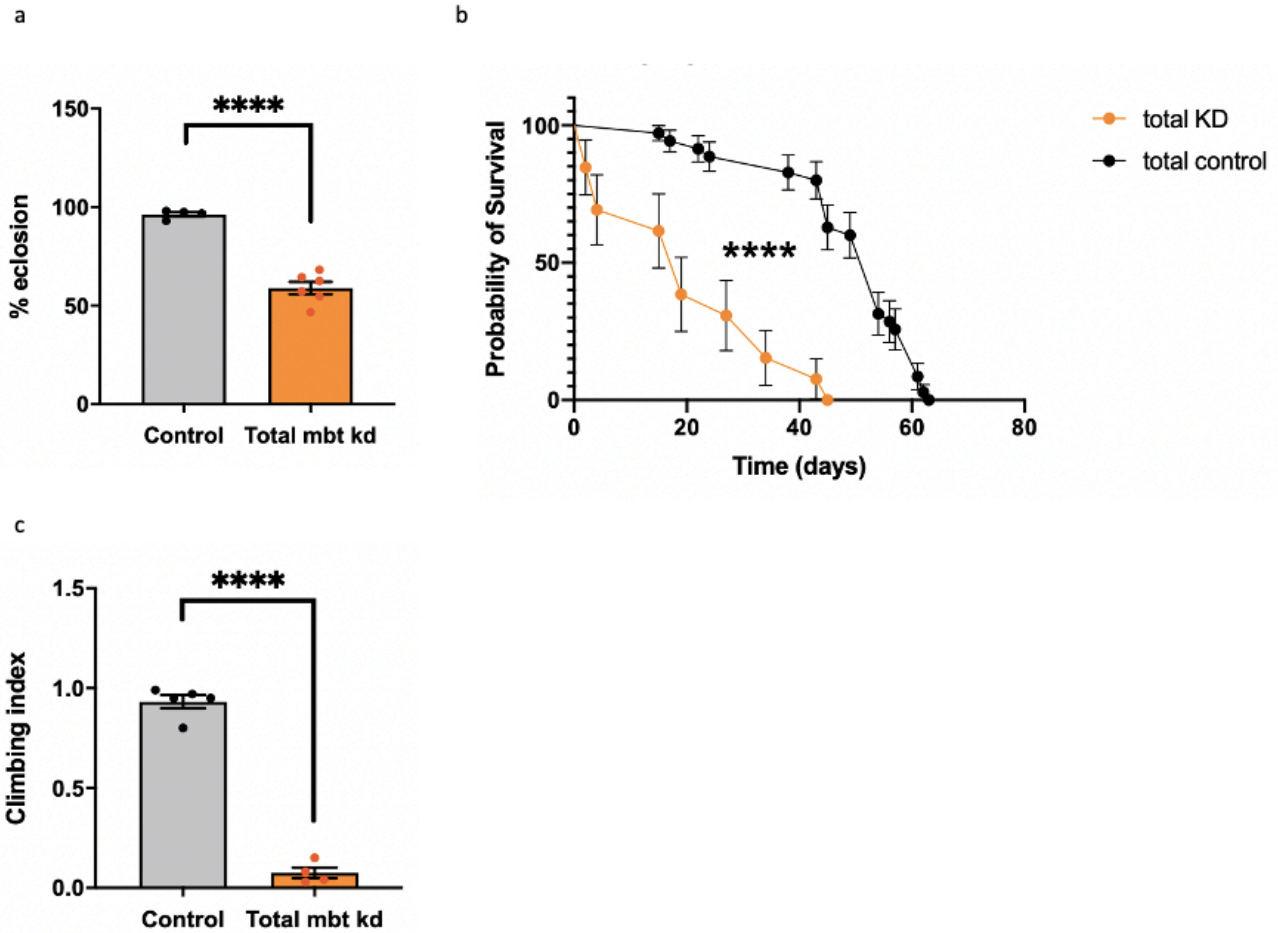 a
b
****
150
100
50
0
% eclosion
Control
Total mbt kd
100
50
0
Probability of Survival
****
0
20
40
60
80
Time (days)
total KD
total control
c
****
1.5
1.0
0.5
0.0
Climbing index
Control
Total mbt kd